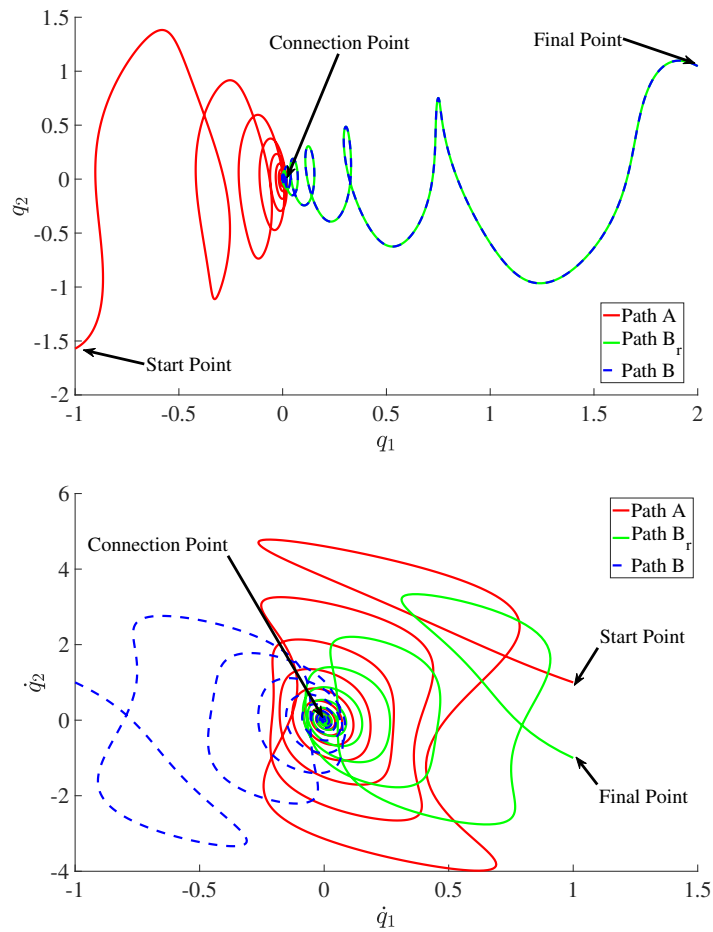 1.5
1
0.5
0
-0.5
-1
-1.5
-2
q₂
-1
-0.5
0
0.5
1
1.5
2
q₁
Connection Point
Final Point
Start Point
Path A
Path Bᵣ
Path B
6
4
2
0
-2
-4
q̇₂
-1
-0.5
0
0.5
1
1.5
q̇₁
Connection Point
Start Point
Final Point
Path A
Path Bᵣ
Path B